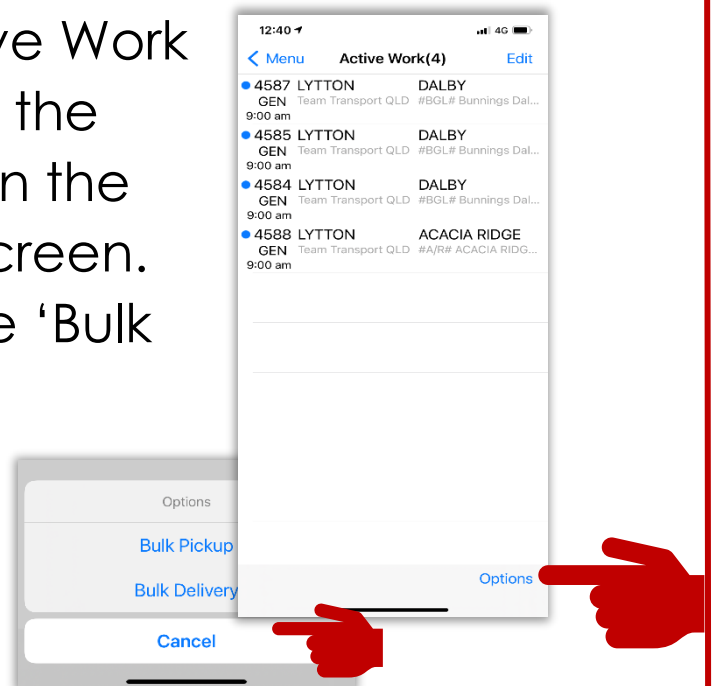 ve Work
the
n the
creen.
e ‘Bulk
12:40 4G
Menu Active Work(4) Edit
4587 LYTTON DALBY
GEN Team Transport QLD #BGL# Bunnings Dal...
9:00 am
4585 LYTTON DALBY
GEN Team Transport QLD #BGL# Bunnings Dal...
9:00 am
4584 LYTTON DALBY
GEN Team Transport QLD #BGL# Bunnings Dal...
9:00 am
4588 LYTTON ACACIA RIDGE
GEN Team Transport QLD #A/R# ACACIA RIDG...
9:00 am
Options
Options
Bulk Pickup
Bulk Delivery
Cancel